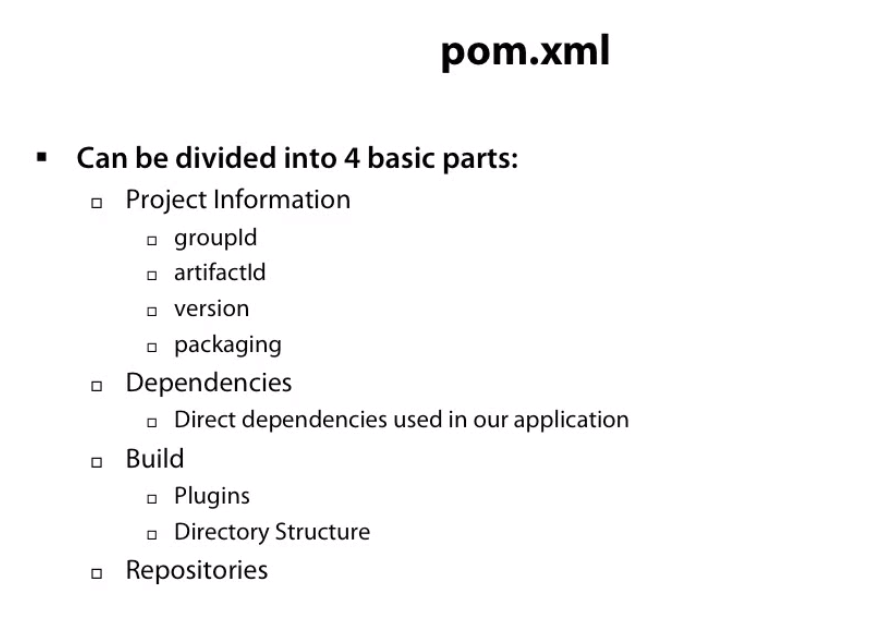 pom.xml
Can be divided into 4 basic parts:
Project Information
groupId
artifactId
version
packaging
Dependencies
Direct dependencies used in our application
Build
Plugins
Directory Structure
Repositories